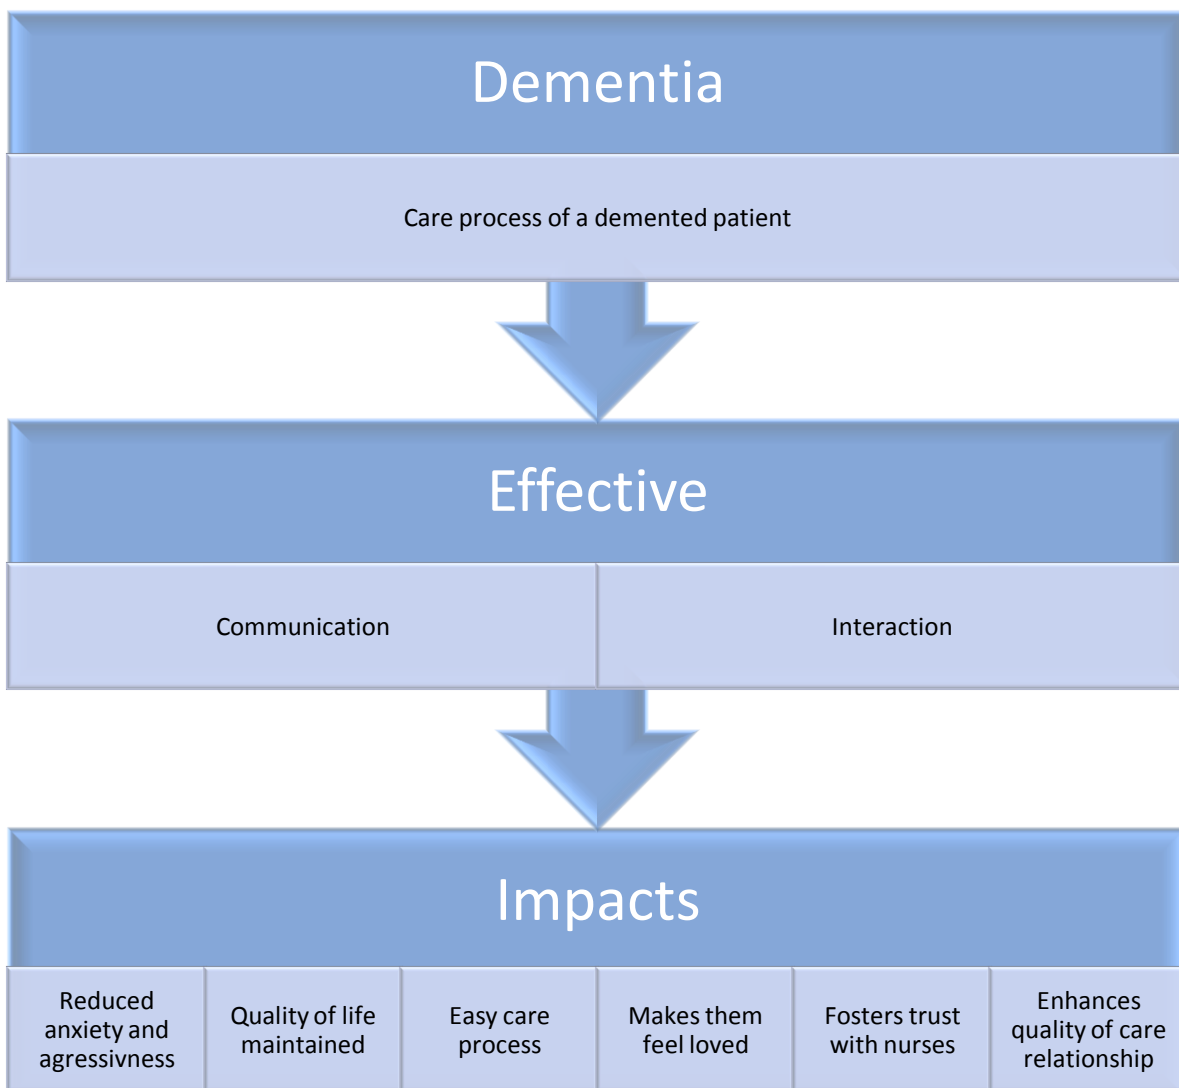 Dementia
Care process of a demented patient
Effective
Communication
Interaction
Impacts
Reduced
anxiety and
agressivness
Quality of life
maintained
Easy care
process
Makes them
feel loved
Fosters trust
with nurses
Enhances
quality of care
relationship